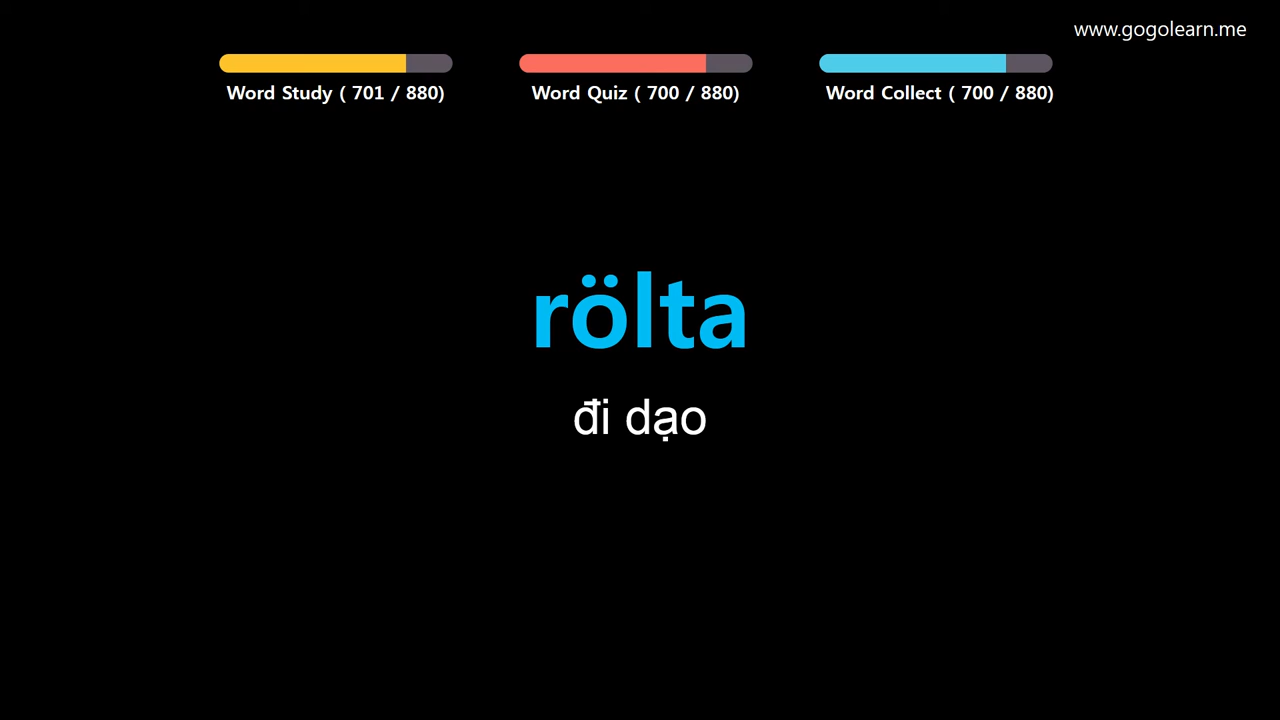 www.gogolearn.me
Word Study ( 701 / 880)
Word Quiz ( 700 / 880)
Word Collect ( 700 / 880)
rölta
đi dạo